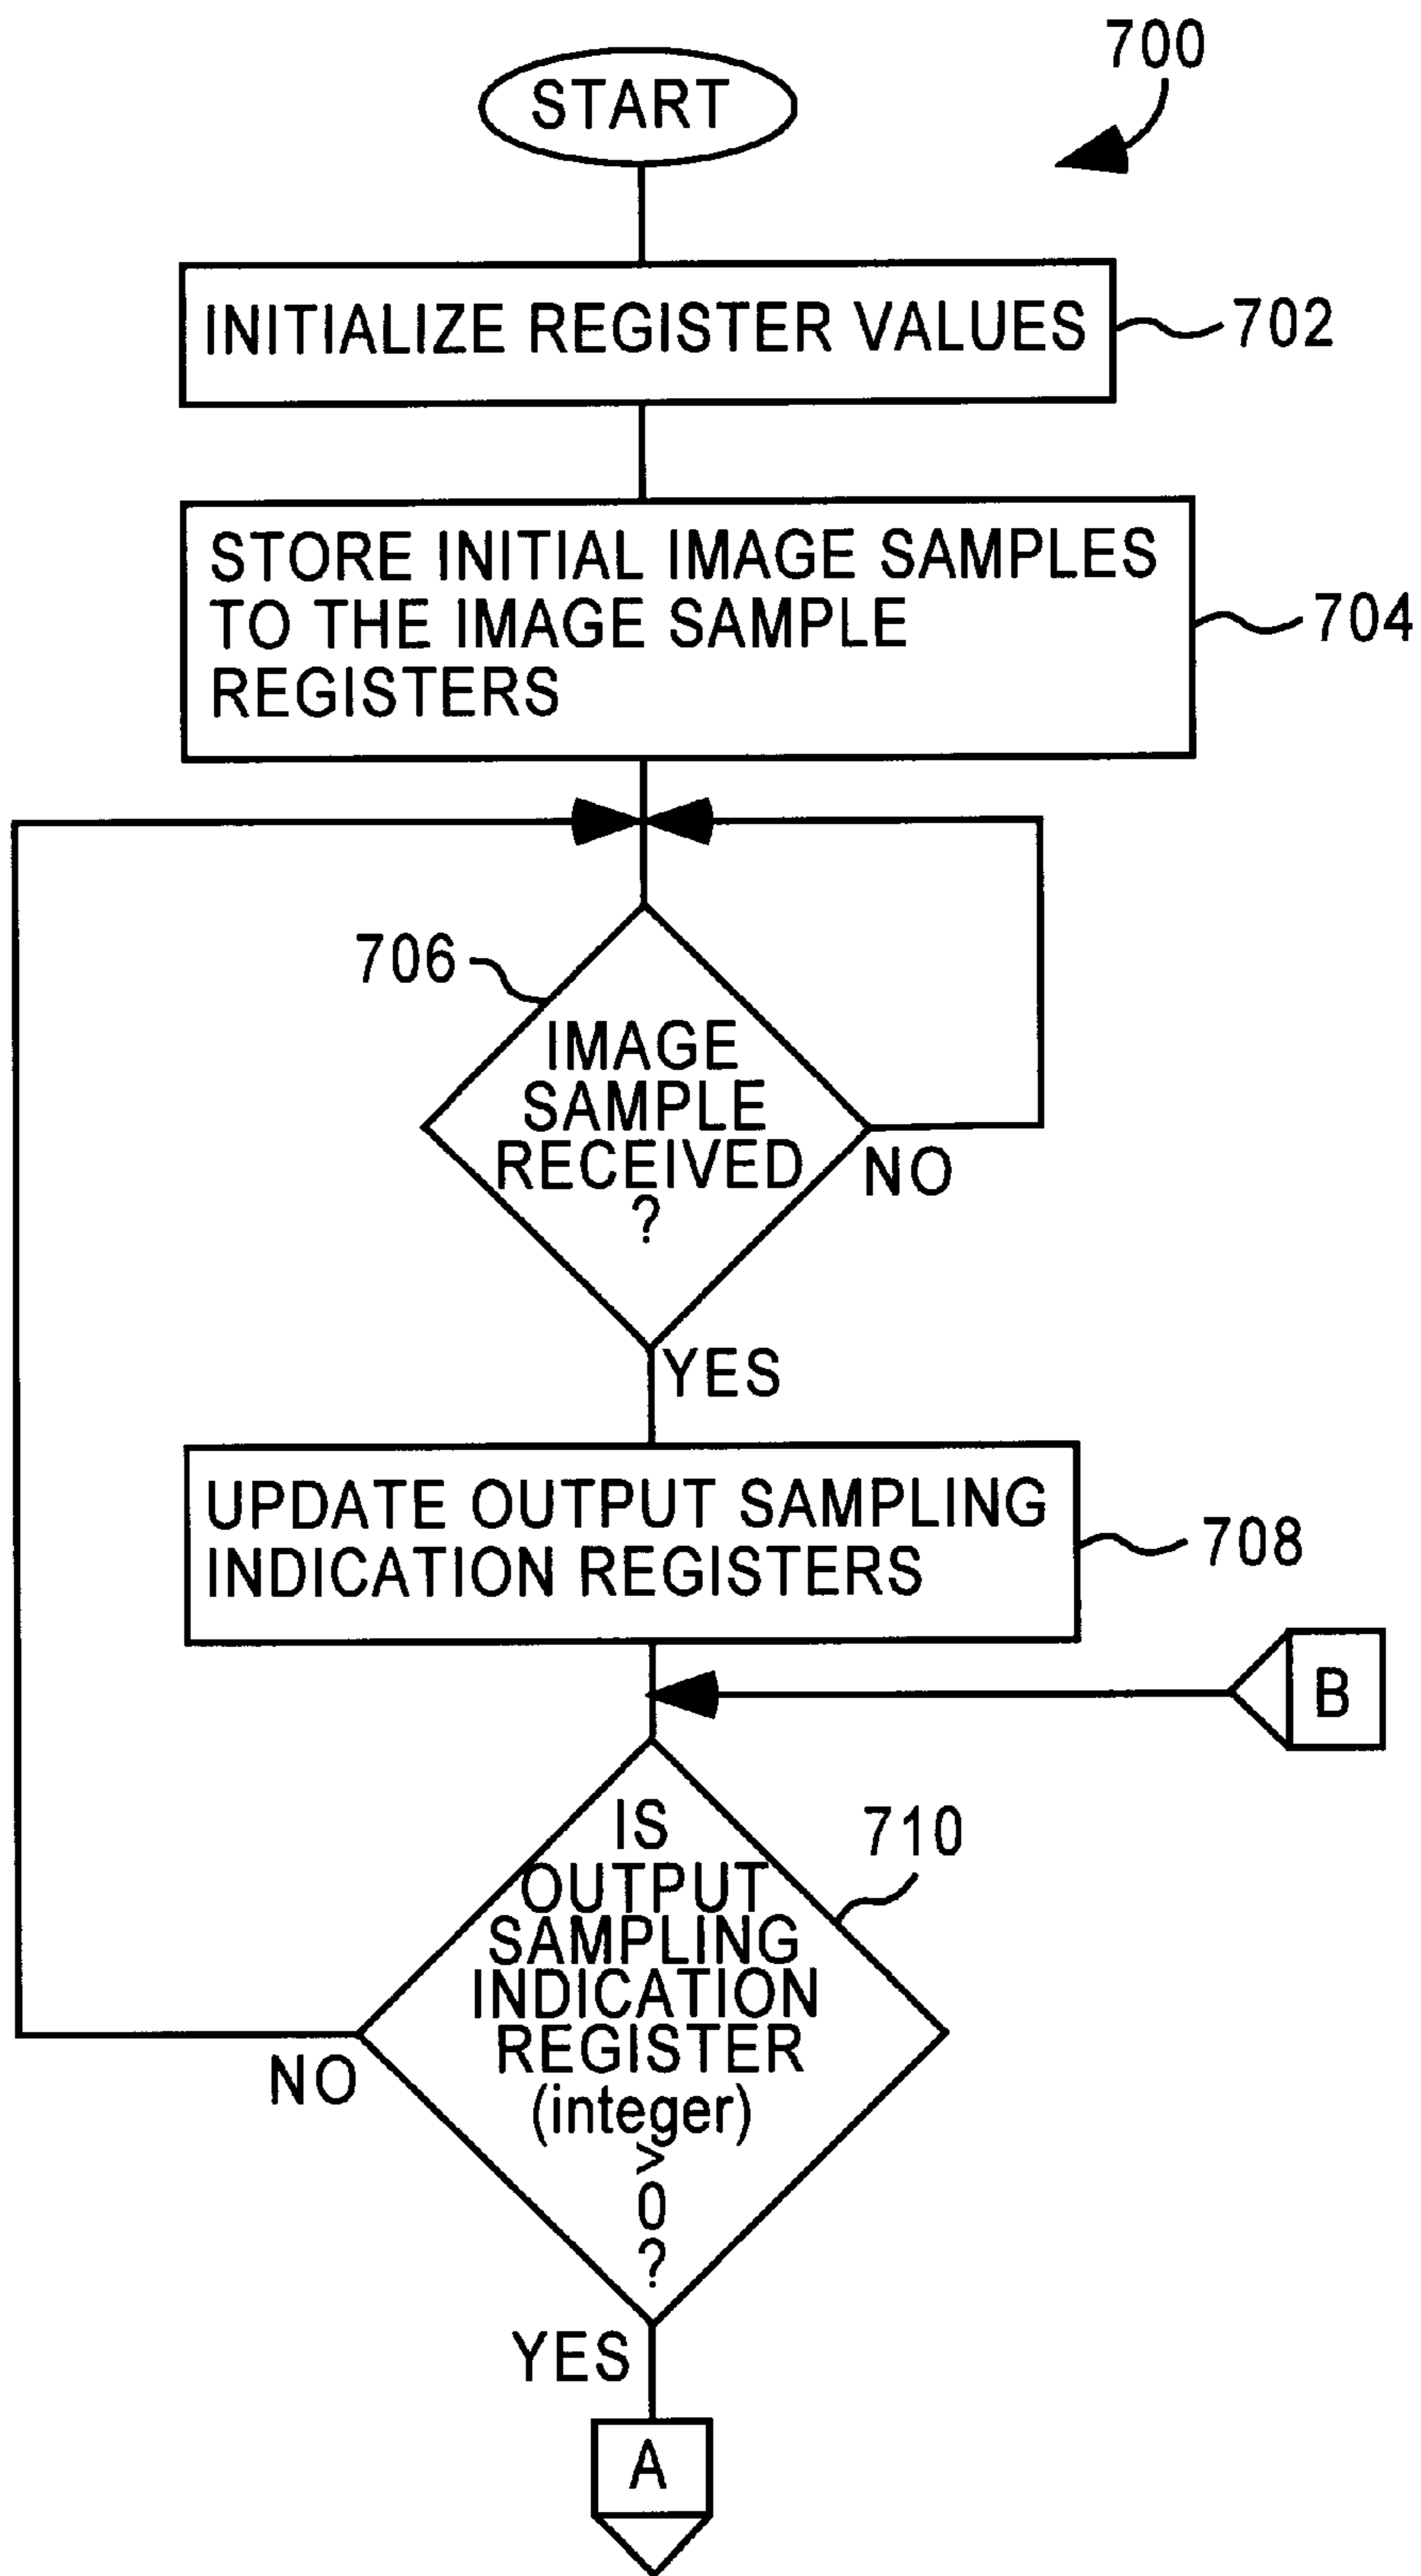 700
START
INITIALIZE REGISTER VALUES
702
STORE INITIAL IMAGE SAMPLES
TO THE IMAGE SAMPLE
REGISTERS
704
706
IMAGE
SAMPLE
RECEIVED
?
NO
YES
UPDATE OUTPUT SAMPLING
INDICATION REGISTERS
708
B
710
IS
OUTPUT
SAMPLING
INDICATION
REGISTER
(integer)
>
0
?
NO
YES
A